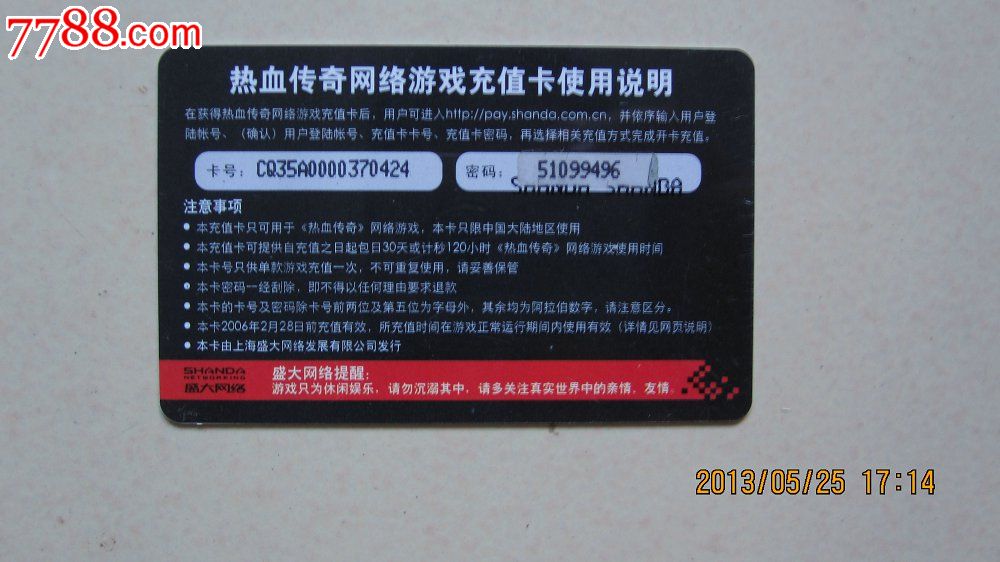 7788.com
热血传奇网络游戏充值卡使用说明
在获得热血传奇网络游戏充值卡后，用户可进入http://pay.shanda.com.cn，并依序输入用户登
陆帐号、（确认）用户登陆帐号、充值卡卡号、充值卡密码，再选择相关充值方式完成开卡充值。
卡号：CQ35A0000370424 密码：51099496
SHANDA SHANDA
注意事项
● 本充值卡只可用于《热血传奇》网络游戏，本卡只限中国大陆地区使用
● 本充值卡可提供自充值之日起包日30天或计秒120小时《热血传奇》网络游戏使用时间
● 本卡号只供单款游戏充值一次，不可重复使用，请妥善保管
● 本卡密码一经刮除，即不得以任何理由要求退款
● 本卡的卡号及密码除卡号前两位及第五位为字母外，其余均为阿拉伯数字，请注意区分。
● 本卡2006年2月28日前充值有效，所充值时间在游戏正常运行期间内使用有效（详情见网页说明）
● 本卡由上海盛大网络发展有限公司发行
SHANDA
NETWORKING
盛大网络
盛大网络提醒：
游戏只为休闲娱乐，请勿沉溺其中，请多关注真实世界中的亲情、友情。
2013/05/25 17:14